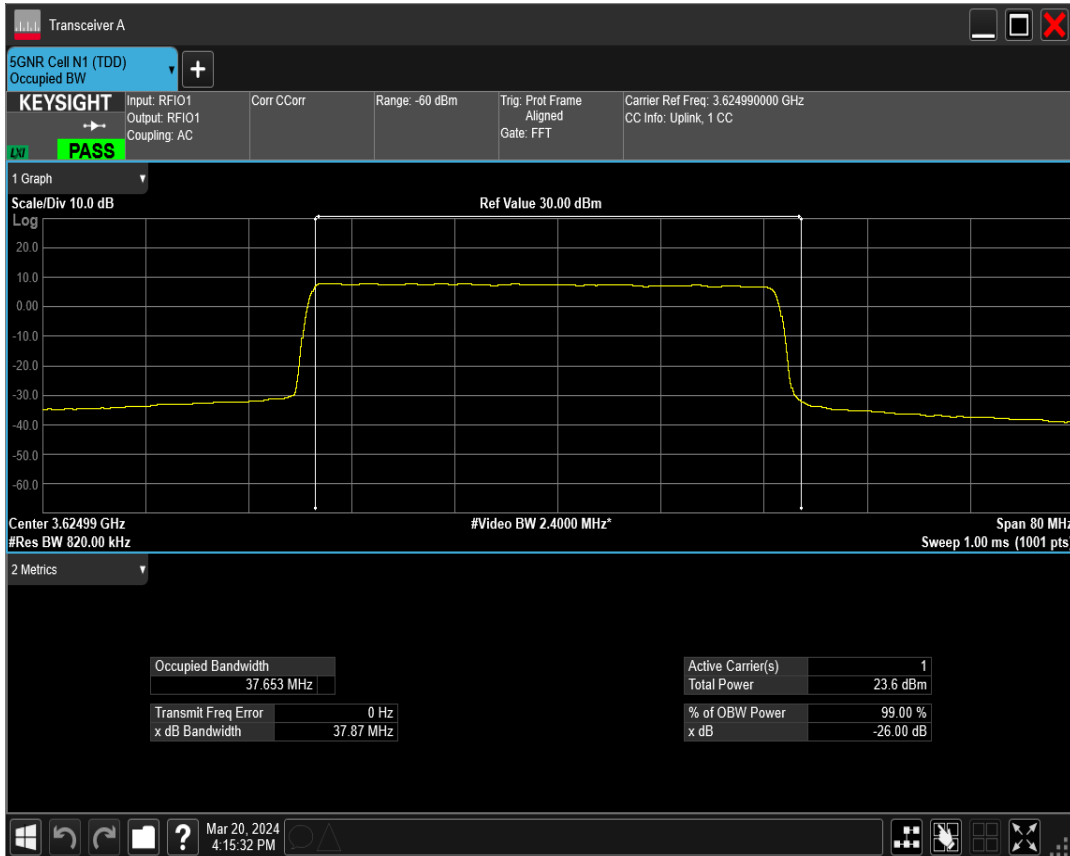 Transceiver A
5GNR Cell N1 (TDD)
Occupied BW
+
KEYSIGHT
LXI
PASS
Input: RFIO1
Output: RFIO1
Coupling: AC
Corr CCorr
Range: -60 dBm
Trig: Prot Frame
Aligned
Gate: FFT
Carrier Ref Freq: 3.624990000 GHz
CC Info: Uplink, 1 CC
1 Graph
Scale/Div 10.0 dB
Ref Value 30.00 dBm
Log
20.0
10.0
0.00
-10.0
-20.0
-30.0
-40.0
-50.0
-60.0
Center 3.62499 GHz
#Video BW 2.4000 MHz*
Span 80 MHz
#Res BW 820.00 kHz
Sweep 1.00 ms (1001 pts)
2 Metrics
Occupied Bandwidth
37.653 MHz
Transmit Freq Error 0 Hz
x dB Bandwidth 37.87 MHz
Active Carrier(s) 1
Total Power 23.6 dBm
% of OBW Power 99.00 %
x dB -26.00 dB
?
Mar 20, 2024
4:15:32 PM